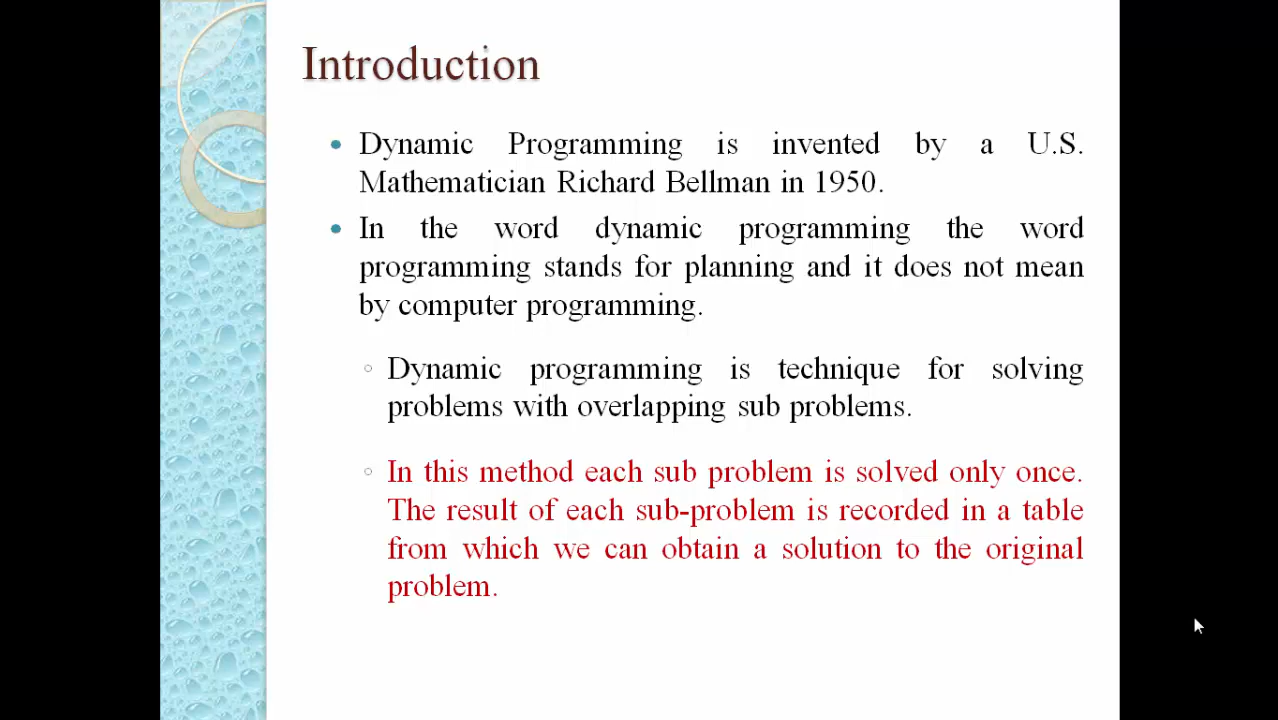 Introduction
• Dynamic Programming is invented by a U.S.
Mathematician Richard Bellman in 1950.
• In the word dynamic programming the word
programming stands for planning and it does not mean
by computer programming.
◦ Dynamic programming is technique for solving
problems with overlapping sub problems.
◦ In this method each sub problem is solved only once.
The result of each sub-problem is recorded in a table
from which we can obtain a solution to the original
problem.